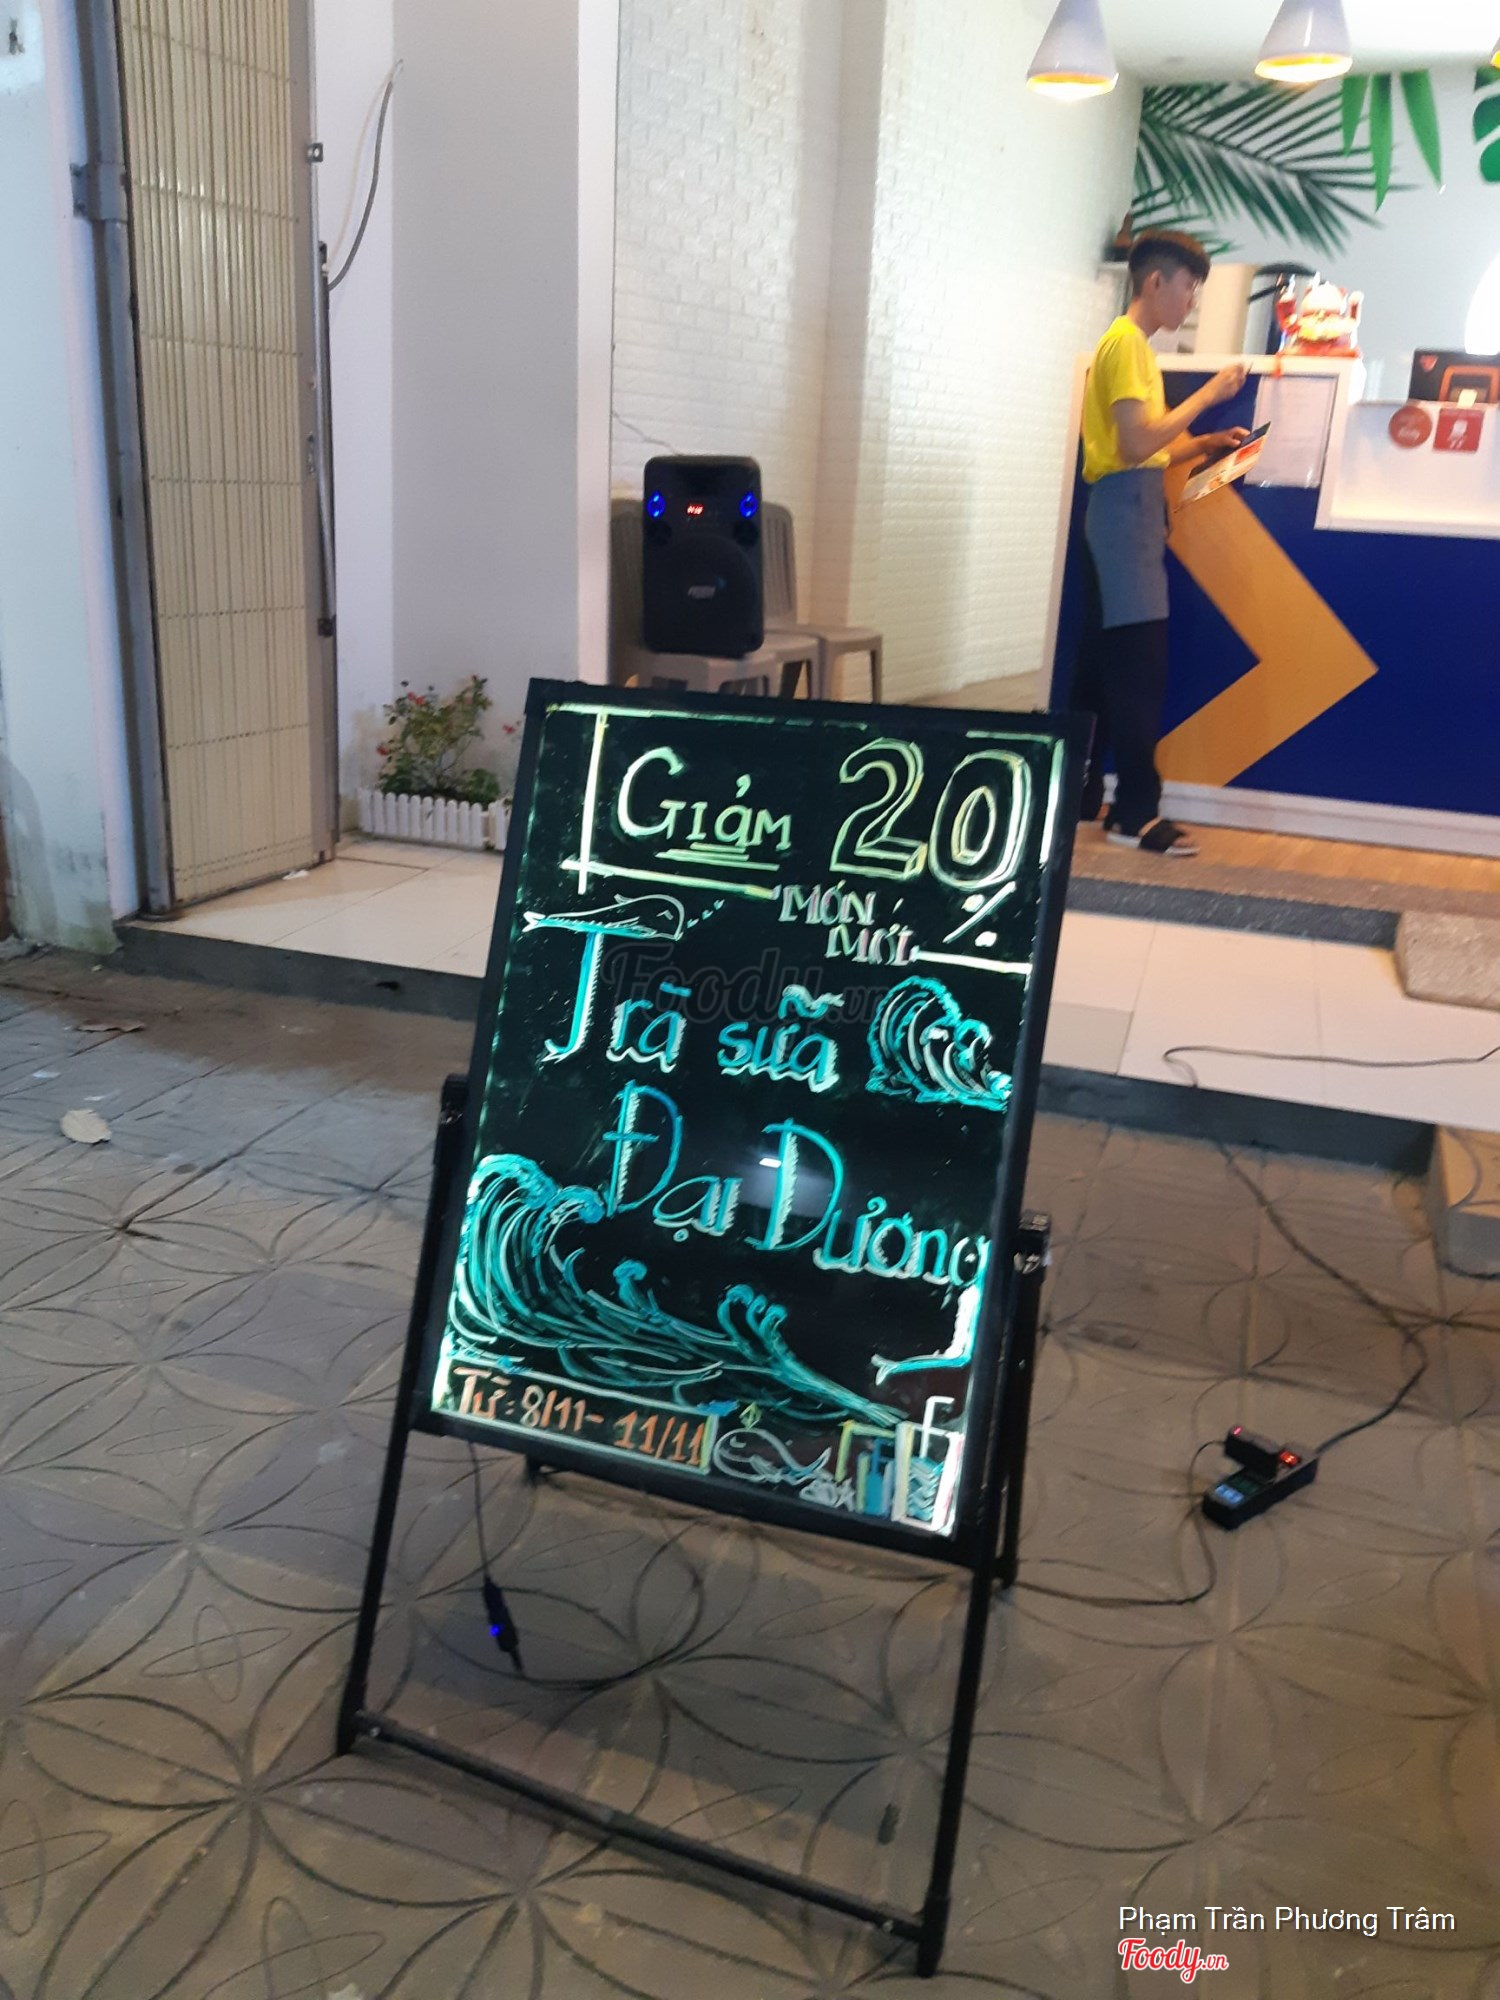 Giảm 20%
MÓN
MỚI
Trà sữa
Đại Dương
Từ: 8/11 - 11/11
Foody.vn
Phạm Trần Phương Trâm
Foody.vn